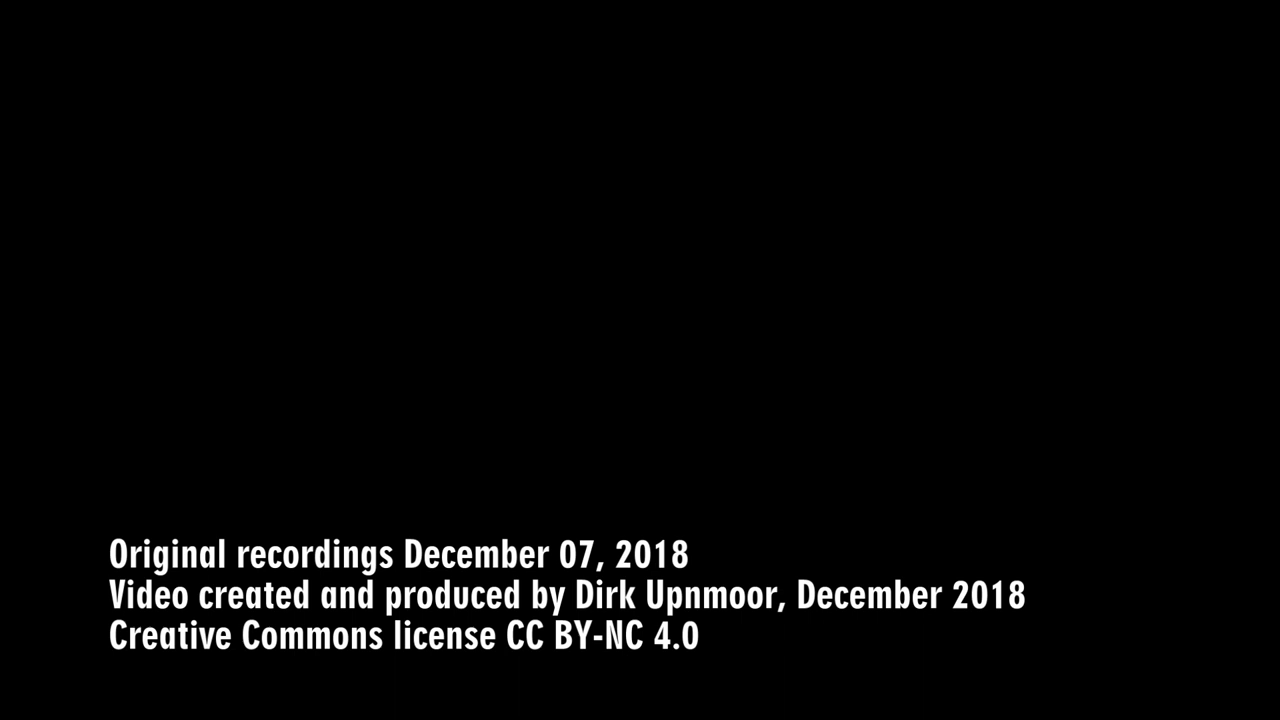 Original recordings December 07, 2018
Video created and produced by Dirk Upnmoor, December 2018
Creative Commons license CC BY-NC 4.0